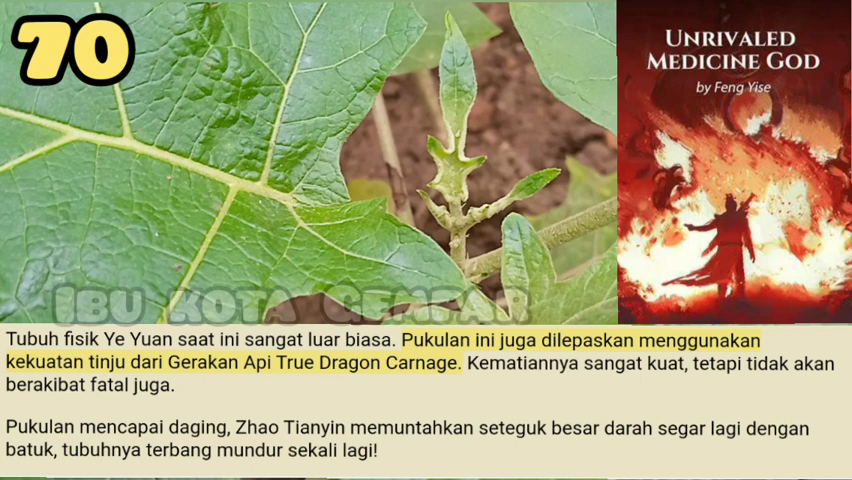 70
UNRIVALED
MEDICINE GOD
by Feng Yise
IBU KOTA GEMPAR
Tubuh fisik Ye Yuan saat ini sangat luar biasa. Pukulan ini juga dilepaskan menggunakan
kekuatan tinju dari Gerakan Api True Dragon Carnage. Kematiannya sangat kuat, tetapi tidak akan
berakibat fatal juga.
Pukulan mencapai daging, Zhao Tianyin memuntahkan seteguk besar darah segar lagi dengan
batuk, tubuhnya terbang mundur sekali lagi!